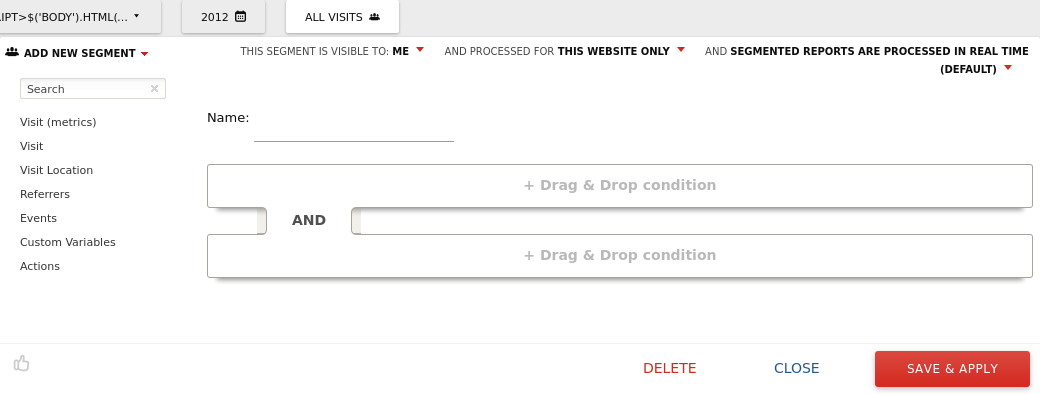 IPT>$('BODY').HTML(... 2012 ALL VISITS
ADD NEW SEGMENT THIS SEGMENT IS VISIBLE TO: ME AND PROCESSED FOR THIS WEBSITE ONLY AND SEGMENTED REPORTS ARE PROCESSED IN REAL TIME
(DEFAULT)
Search
Name:
Visit (metrics)
Visit
Visit Location
Referrers
Events
Custom Variables
Actions
+ Drag & Drop condition
AND
+ Drag & Drop condition
DELETE CLOSE SAVE & APPLY